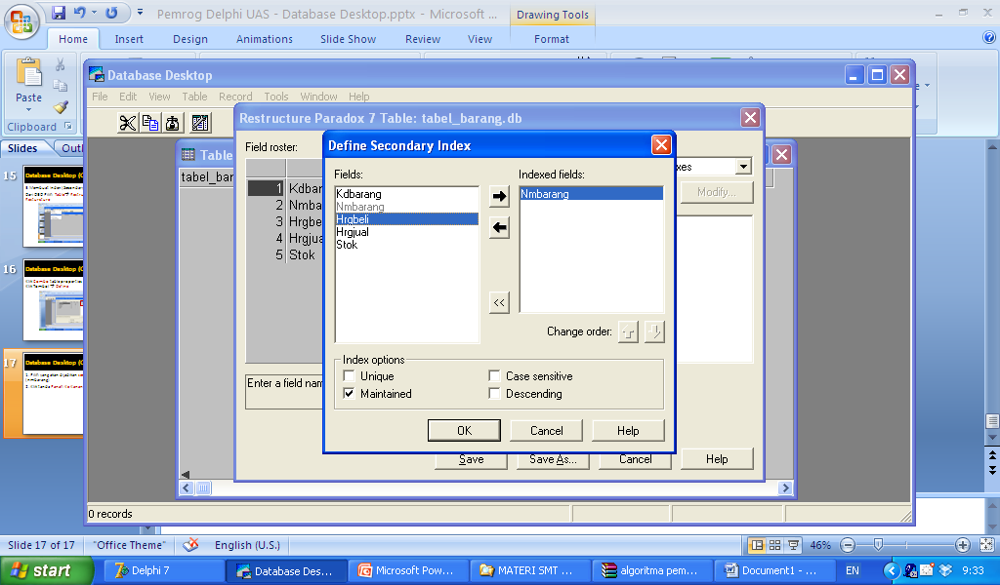 Pemrog Delphi UAS - Database Desktop.pptx - Microsoft ...
Drawing Tools
Home Insert Design Animations Slide Show Review View Format
Paste
Clipboard
Slides Outl
15
16
17
Database Desktop
File Edit View Table Record Tools Window Help
Table
tabel_bar
Restructure Paradox 7 Table: tabel_barang.db
Field roster:
1 Kdbara
2 Nmba
3 Hrgbe
4 Hrgjua
5 Stok
xes
Modify...
Enter a field nam
Define Secondary Index
Fields:
Kdbarang
Nmbarang
Hrgbeli
Hrgjual
Stok
Indexed fields:
Nmbarang
<<
Change order:
Index options
Unique
Case sensitive
Maintained
Descending
OK Cancel Help
Save Save As... Cancel Help
0 records
Slide 17 of 17 "Office Theme" English (U.S.) 46%
start Delphi 7 Database Des... Microsoft Pow... MATERI SMT ... algoritma pem... Document1 - ... EN 9:33